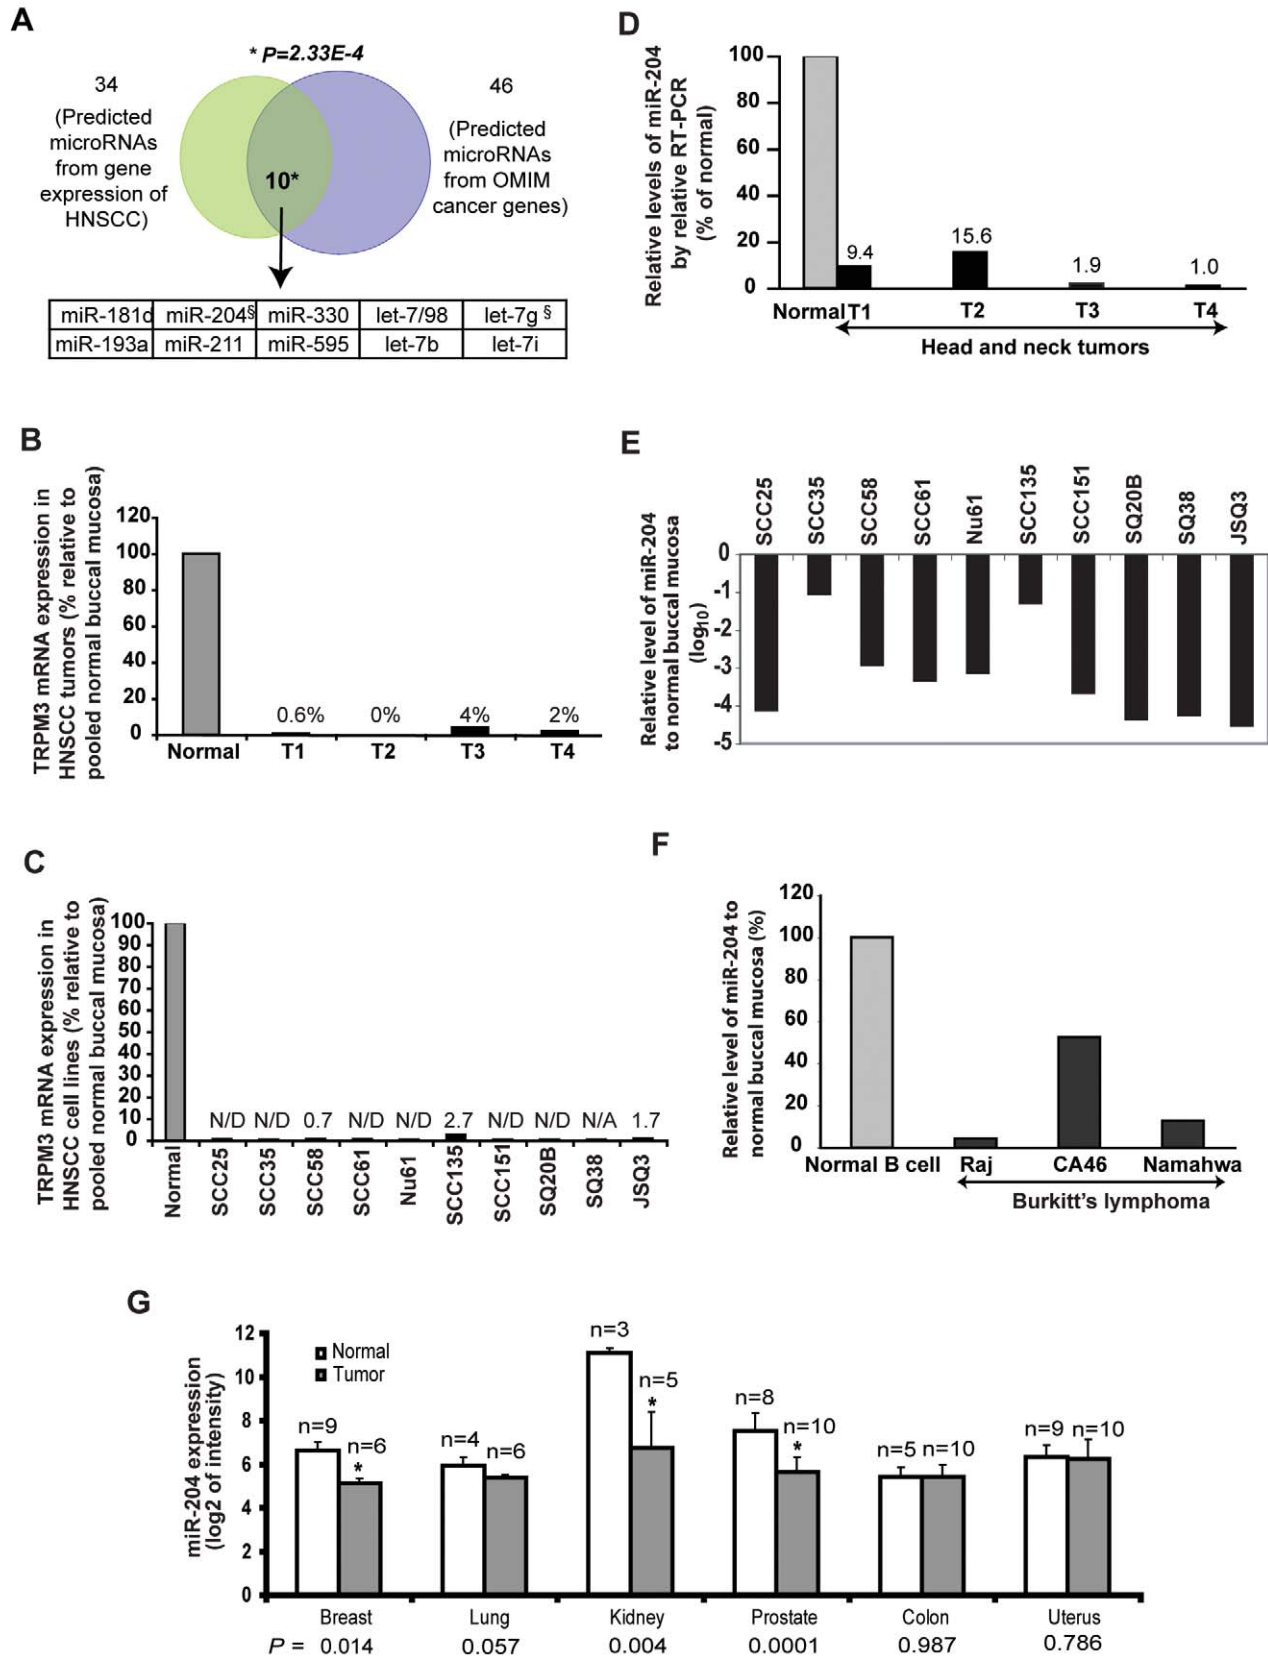 A
* P=2.33E-4
34
(Predicted
microRNAs
from gene
expression of
HNSCC)
46
(Predicted
microRNAs
from OMIM
cancer genes)
10*
miR-181d miR-204§ miR-330 let-7/98 let-7g §
miR-193a miR-211 miR-595 let-7b let-7i
B
TRPM3 mRNA expression in
HNSCC tumors (% relative to
pooled normal buccal mucosa)
120
100
80
60
40
20
0
0.6% 0% 4% 2%
Normal T1 T2 T3 T4
C
TRPM3 mRNA expression in
HNSCC cell lines (% relative to
pooled normal buccal mucosa)
100
90
80
70
60
50
40
30
20
10
0
N/D N/D 0.7 N/D N/D 2.7 N/D N/D N/A 1.7
Normal SCC25 SCC35 SCC58 SCC61 Nu61 SCC135 SCC151 SQ20B SQ38 JSQ3
D
Relative levels of miR-204
by relative RT-PCR
(% of normal)
100
80
60
40
20
0
9.4 15.6 1.9 1.0
Normal T1 T2 T3 T4
Head and neck tumors
E
SCC25 SCC35 SCC58 SCC61 Nu61 SCC135 SCC151 SQ20B SQ38 JSQ3
Relative level of miR-204
to normal buccal mucosa
(log10)
0
-1
-2
-3
-4
-5
F
Relative level of miR-204 to
normal buccal mucosa (%)
120
100
80
60
40
20
0
Normal B cell Raj CA46 Namahwa
Burkitt's lymphoma
G
miR-204 expression
(log2 of intensity)
12
10
8
6
4
2
0
Normal
Tumor
n=9 n=6 n=4 n=6 n=3 n=5 n=8 n=10 n=5 n=10 n=9 n=10
* * *
Breast Lung Kidney Prostate Colon Uterus
P = 0.014 0.057 0.004 0.0001 0.987 0.786